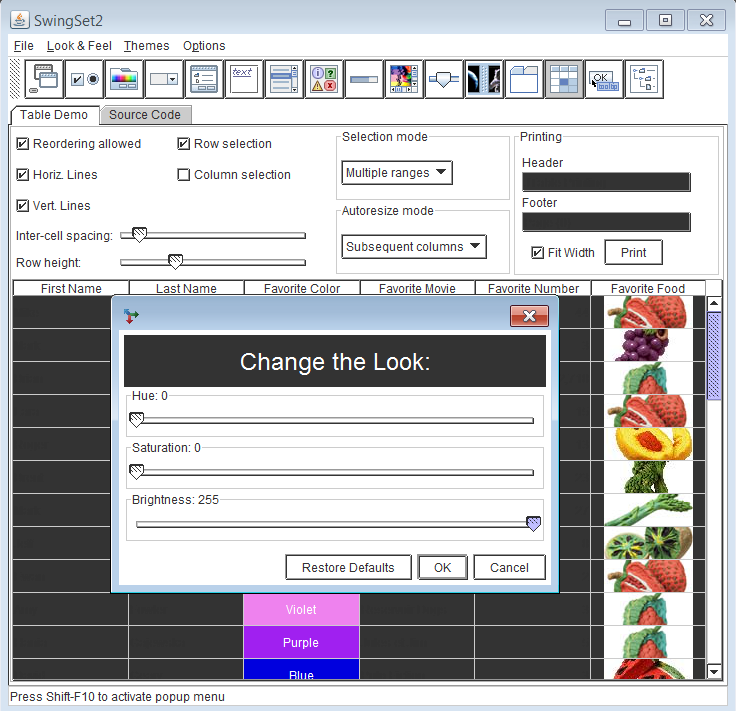 SwingSet2
File Look & Feel Themes Options
text
OK
tooltip
Table Demo Source Code
Reordering allowed
Row selection
Horiz. Lines
Column selection
Vert. Lines
Inter-cell spacing:
Row height:
Selection mode
Multiple ranges
Autoresize mode
Subsequent columns
Printing
Header
Footer
Fit Width Print
First Name Last Name Favorite Color Favorite Movie Favorite Number Favorite Food
Change the Look:
Hue: 0
Saturation: 0
Brightness: 255
Restore Defaults OK Cancel
Violet
Purple
Blue
Press Shift-F10 to activate popup menu